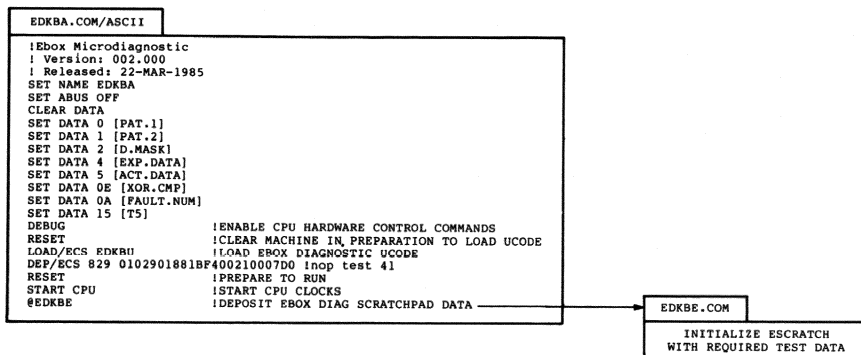 EDKBA.COM/ASCII
!Ebox Microdiagnostic
! Version: 002.000
! Released: 22-MAR-1985
SET NAME EDKBA
SET ABUS OFF
CLEAR DATA
SET DATA 0 [PAT.1]
SET DATA 1 [PAT.2]
SET DATA 2 [D.MASK]
SET DATA 4 [EXP.DATA]
SET DATA 5 [ACT.DATA]
SET DATA 0E [XOR.CMP]
SET DATA 0A [FAULT.NUM]
SET DATA 15 [T5]
DEBUG !ENABLE CPU HARDWARE CONTROL COMMANDS
RESET !CLEAR MACHINE IN PREPARATION TO LOAD UCODE
LOAD/ECS EDKBU !LOAD EBOX DIAGNOSTIC UCODE
DEP/ECS 829 0102901881BF400210007D0 !nop test 41
RESET !PREPARE TO RUN
START CPU !START CPU CLOCKS
@EDKBE !DEPOSIT EBOX DIAG SCRATCHPAD DATA
EDKBE.COM
INITIALIZE ESCRATCH
WITH REQUIRED TEST DATA